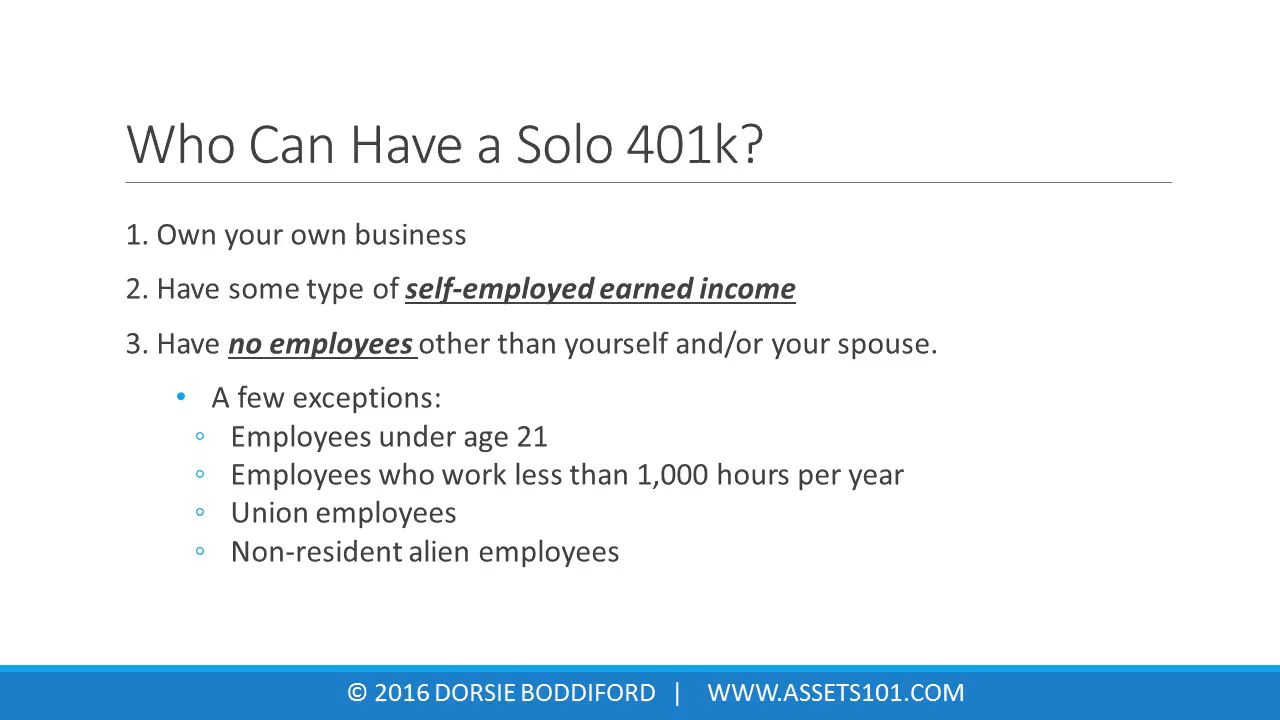 Who Can Have a Solo 401k?
1. Own your own business
2. Have some type of self-employed earned income
3. Have no employees other than yourself and/or your spouse.
• A few exceptions:
◦ Employees under age 21
◦ Employees who work less than 1,000 hours per year
◦ Union employees
◦ Non-resident alien employees
© 2016 DORSIE BODDIFORD | WWW.ASSETS101.COM